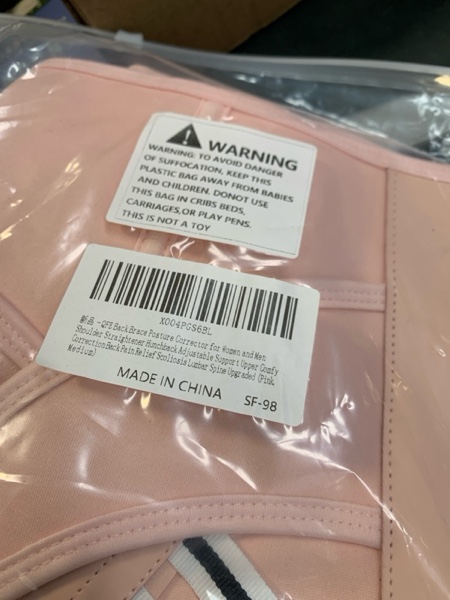 WARNING
WARNING: TO AVOID DANGER
OF SUFFOCATION, KEEP THIS
PLASTIC BAG AWAY FROM BABIES
AND CHILDREN. DONOT USE
THIS BAG IN CRIBS BEDS,
CARRIAGES,OR PLAY PENS.
THIS IS NOT A TOY
X004PGS6BL
新品 -QFS Back Brace Posture Corrector for Women and Men
Shoulder Straightener Hunchback Adjustable Support Upper Comfy
Correction Back Pain Relief Scoliosis Lumbar Spine Upgraded (Pink,
Medium)
MADE IN CHINA
SF-98